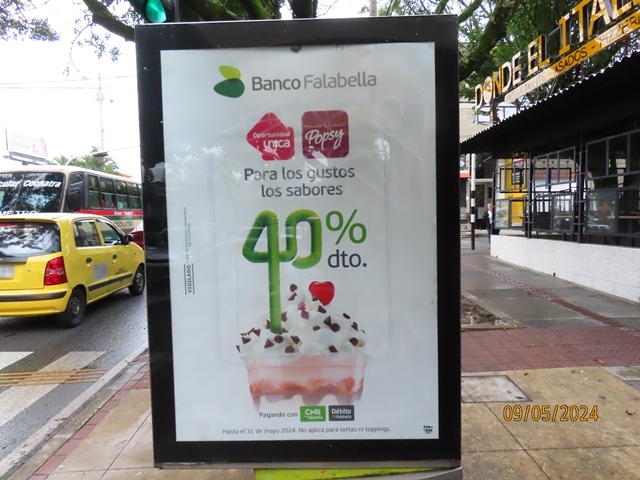 Banco Falabella
Oportunidad
única
Popsy
Para los gustos
los sabores
40%
dto.
VIGILADO
Pagando con CMR Débito
Hasta el 31 de mayo 2024. No aplica para tortas ni toppings.
DONDE EL ITAL
ASADOS
09/05/2024